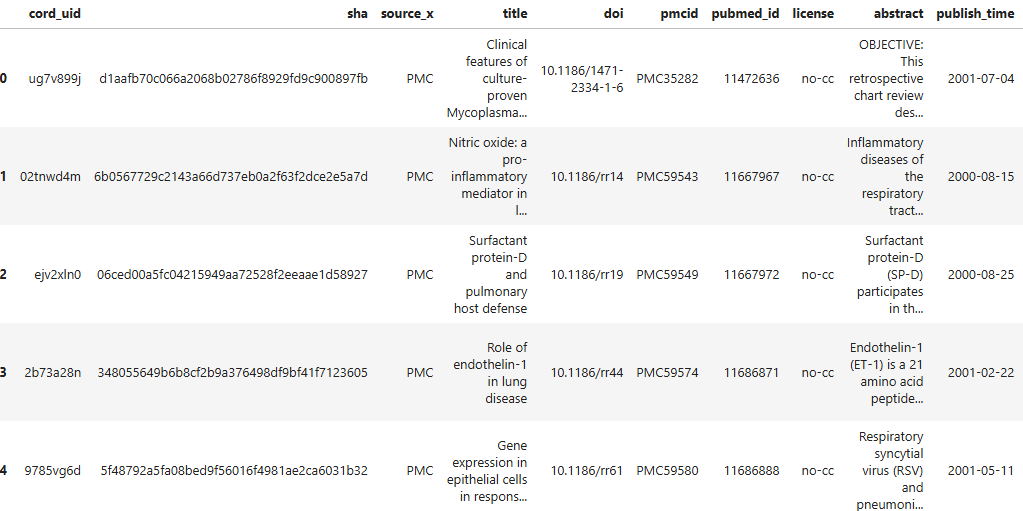 cord_uid sha source_x title doi pmcid pubmed_id license abstract publish_time
0 ug7v899j d1aafb70c066a2068b02786f8929fd9c900897fb PMC Clinical features of culture-proven Mycoplasma... 10.1186/1471-2334-1-6 PMC35282 11472636 no-cc OBJECTIVE: This retrospective chart review des... 2001-07-04
1 02tnwd4m 6b0567729c2143a66d737eb0a2f63f2dce2e5a7d PMC Nitric oxide: a pro-inflammatory mediator in l... 10.1186/rr14 PMC59543 11667967 no-cc Inflammatory diseases of the respiratory tract... 2000-08-15
2 ejv2xln0 06ced00a5fc04215949aa72528f2eeaae1d58927 PMC Surfactant protein-D and pulmonary host defense 10.1186/rr19 PMC59549 11667972 no-cc Surfactant protein-D (SP-D) participates in th... 2000-08-25
3 2b73a28n 348055649b6b8cf2b9a376498df9bf41f7123605 PMC Role of endothelin-1 in lung disease 10.1186/rr44 PMC59574 11686871 no-cc Endothelin-1 (ET-1) is a 21 amino acid peptide... 2001-02-22
4 9785vg6d 5f48792a5fa08bed9f56016f4981ae2ca6031b32 PMC Gene expression in epithelial cells in respons... 10.1186/rr61 PMC59580 11686888 no-cc Respiratory syncytial virus (RSV) and pneumoni... 2001-05-11